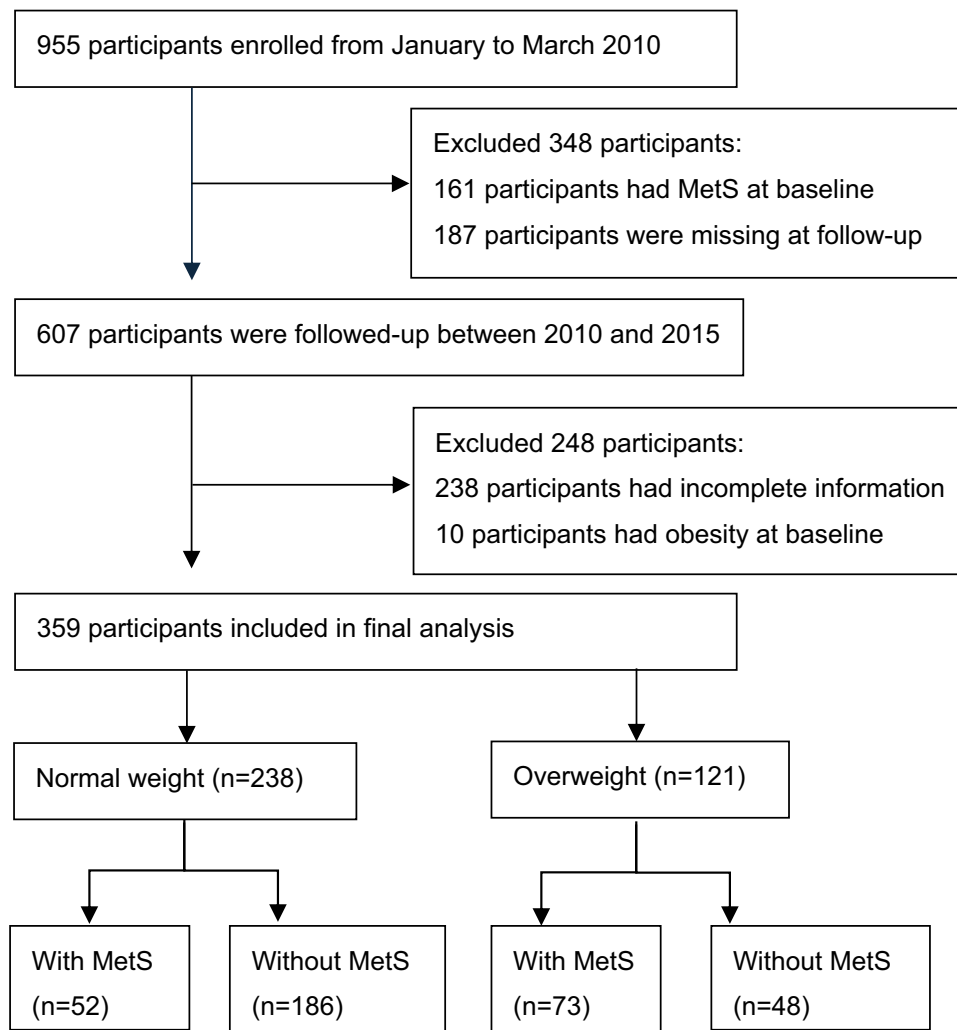 955 participants enrolled from January to March 2010
Excluded 348 participants:
161 participants had MetS at baseline
187 participants were missing at follow-up
607 participants were followed-up between 2010 and 2015
Excluded 248 participants:
238 participants had incomplete information
10 participants had obesity at baseline
359 participants included in final analysis
Normal weight (n=238)
Overweight (n=121)
With MetS
(n=52)
Without MetS
(n=186)
With MetS
(n=73)
Without MetS
(n=48)